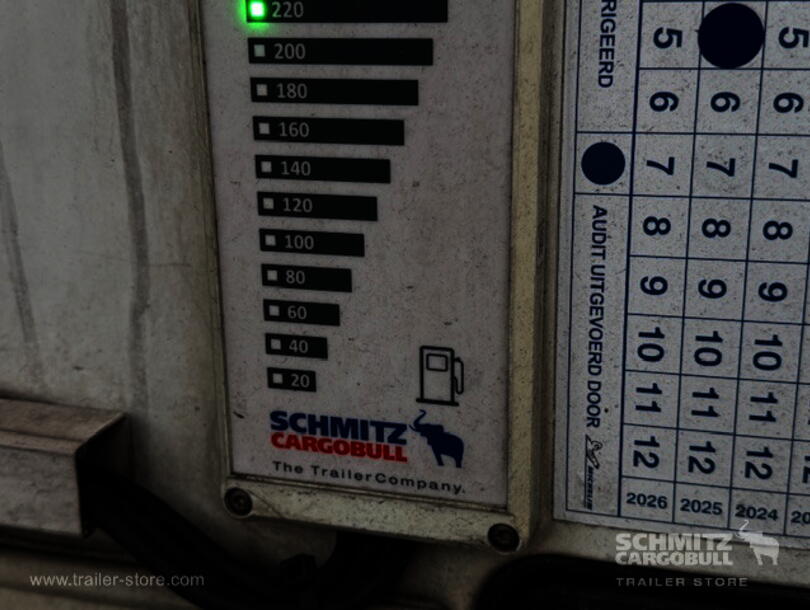 220
200
180
160
140
120
100
80
60
40
20
SCHMITZ
CARGOBULL
The TrailerCompany.
AUDIT UITGEVOERD DOOR
MICHELIN
5 5
6 6 6
7 7 7
8 8 8
9 9 9
10 10 10
11 11 11
12 12 12
2026 2025 2024
www.trailer-store.com
SCHMITZ
CARGOBULL
TRAILER STORE